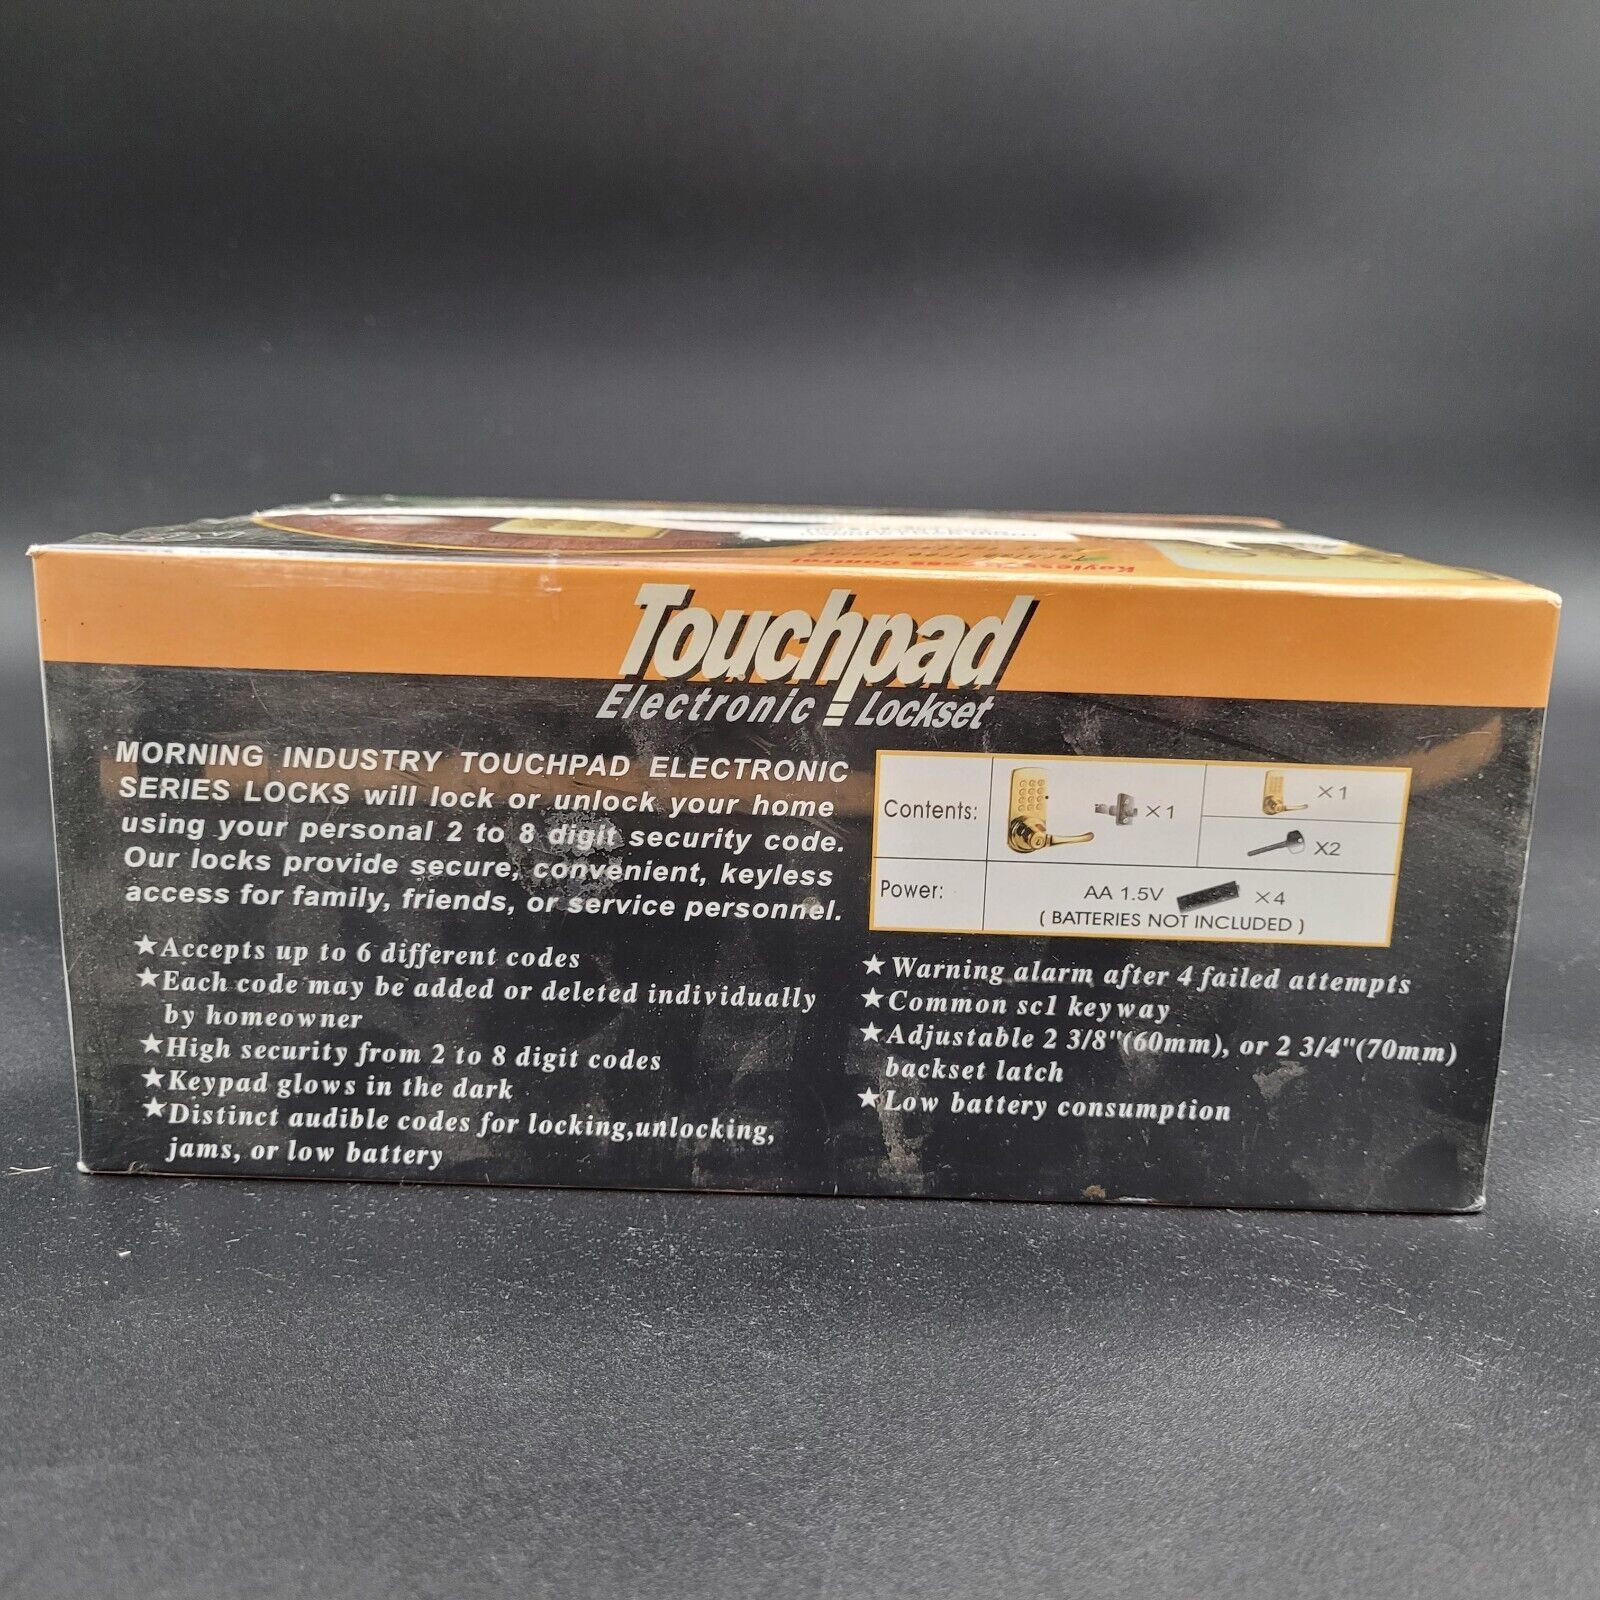 Keyless Access Control
Touchpad
Electronic Lockset
MORNING INDUSTRY TOUCHPAD ELECTRONIC
SERIES LOCKS will lock or unlock your home
using your personal 2 to 8 digit security code.
Our locks provide secure, convenient, keyless
access for family, friends, or service personnel.
★Accepts up to 6 different codes
★Each code may be added or deleted individually
by homeowner
★High security from 2 to 8 digit codes
★Keypad glows in the dark
★Distinct audible codes for locking,unlocking,
jams, or low battery
Contents:
×1
×1
X2
Power:
AA 1.5V ×4
( BATTERIES NOT INCLUDED )
★Warning alarm after 4 failed attempts
★Common sc1 keyway
★Adjustable 2 3/8"(60mm), or 2 3/4"(70mm)
backset latch
★Low battery consumption